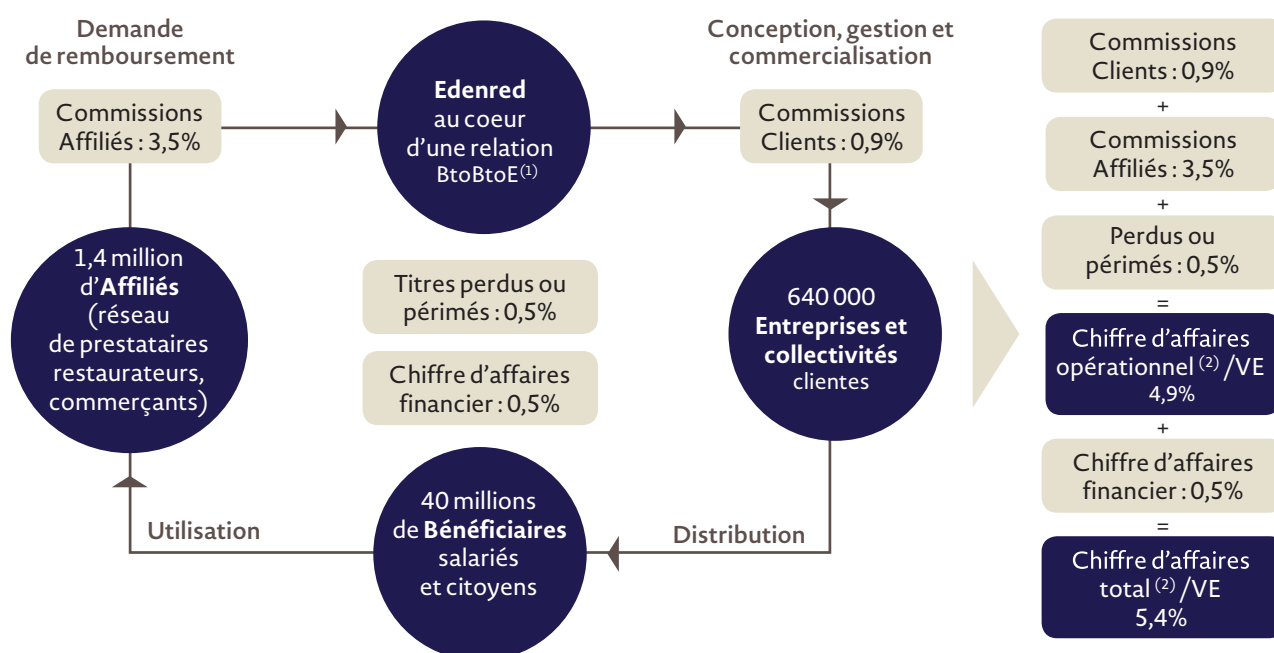 Demande
de remboursement
Commissions
Affiliés : 3,5%
Edenred
au coeur
d'une relation
BtoBtoE(1)
Conception, gestion et
commercialisation
Commissions
Clients : 0,9%
1,4 million
d'Affiliés
(réseau
de prestataires
restaurateurs,
commerçants)
Titres perdus ou
périmés : 0,5%
Chiffre d'affaires
financier : 0,5%
640 000
Entreprises et
collectivités
clientes
Utilisation
40 millions
de Bénéficiaires
salariés
et citoyens
Distribution
Commissions
Clients : 0,9%
+
Commissions
Affiliés : 3,5%
+
Perdus ou
périmés : 0,5%
=
Chiffre d'affaires
opérationnel (2) /VE
4,9%
+
Chiffre d'affaires
financier : 0,5%
=
Chiffre d'affaires
total (2) /VE
5,4%